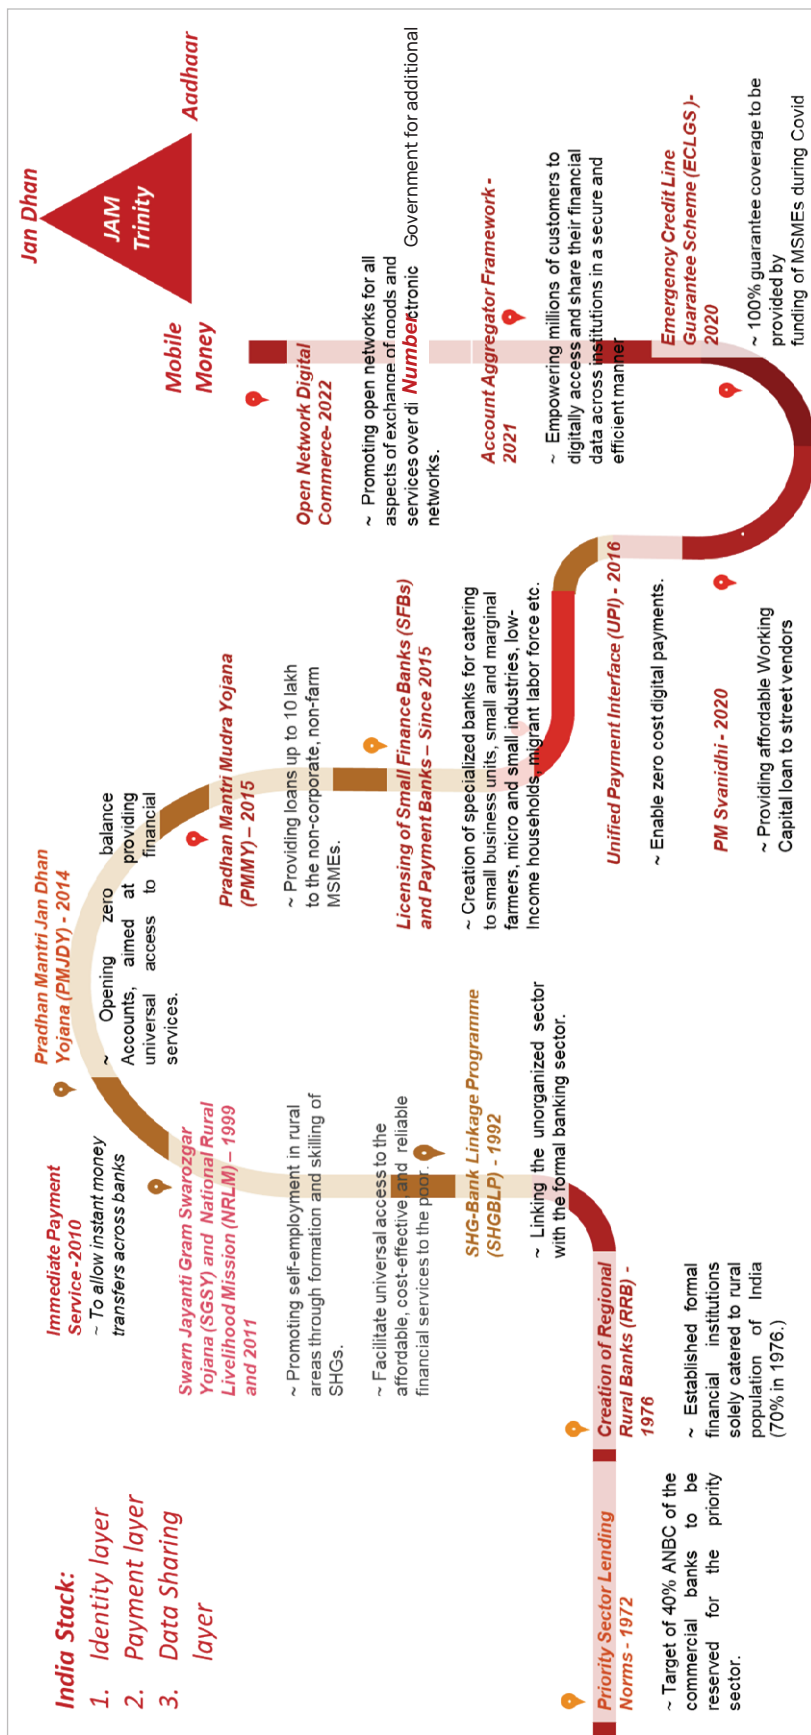 India Stack:
1. Identity layer
2. Payment layer
3. Data Sharing
layer
Priority Sector Lending
Norms - 1972
~ Target of 40% ANBC of the
commercial banks to be
reserved for the priority
sector.
Creation of Regional
Rural Banks (RRB) -
1976
~ Established formal
financial institutions
solely catered to rural
population of India
(70% in 1976.)
SHG-Bank Linkage Programme
(SHGBLP) - 1992
~ Linking the unorganized sector
with the formal banking sector.
Swarn Jayanti Gram Swarozgar
Yojana (SGSY) and National Rural
Livelihood Mission (NRLM) – 1999
and 2011
~ Promoting self-employment in rural
areas through formation and skilling of
SHGs.
~ Facilitate universal access to the
affordable, cost-effective, and reliable
financial services to the poor.
Immediate Payment
Service -2010
~ To allow instant money
transfers across banks
Pradhan Mantri Jan Dhan
Yojana (PMJDY) - 2014
~ Opening zero balance
Accounts, aimed at providing
universal access to financial
services.
Pradhan Mantri Mudra Yojana
(PMMY) – 2015
~ Providing loans up to 10 lakh
to the non-corporate, non-farm
MSMEs.
Licensing of Small Finance Banks (SFBs)
and Payment Banks – Since 2015
~ Creation of specialized banks for catering
to small business units, small and marginal
farmers, micro and small industries, low-
Income households, migrant labor force etc.
Unified Payment Interface (UPI) - 2016
~ Enable zero cost digital payments.
PM Svanidhi - 2020
~ Providing affordable Working
Capital loan to street vendors
Emergency Credit Line
Guarantee Scheme (ECLGS )-
2020
~ 100% guarantee coverage to be
provided by
funding of MSMEs during Covid
Account Aggregator Framework -
2021
~ Empowering millions of customers to
digitally access and share their financial
data across institutions in a secure and
efficient manner
Open Network Digital
Commerce- 2022
~ Promoting open networks for all
aspects of exchange of goods and
services over di Number ctronic
networks.
Government for additional
Jan Dhan
JAM
Trinity
Aadhaar
Mobile
Money